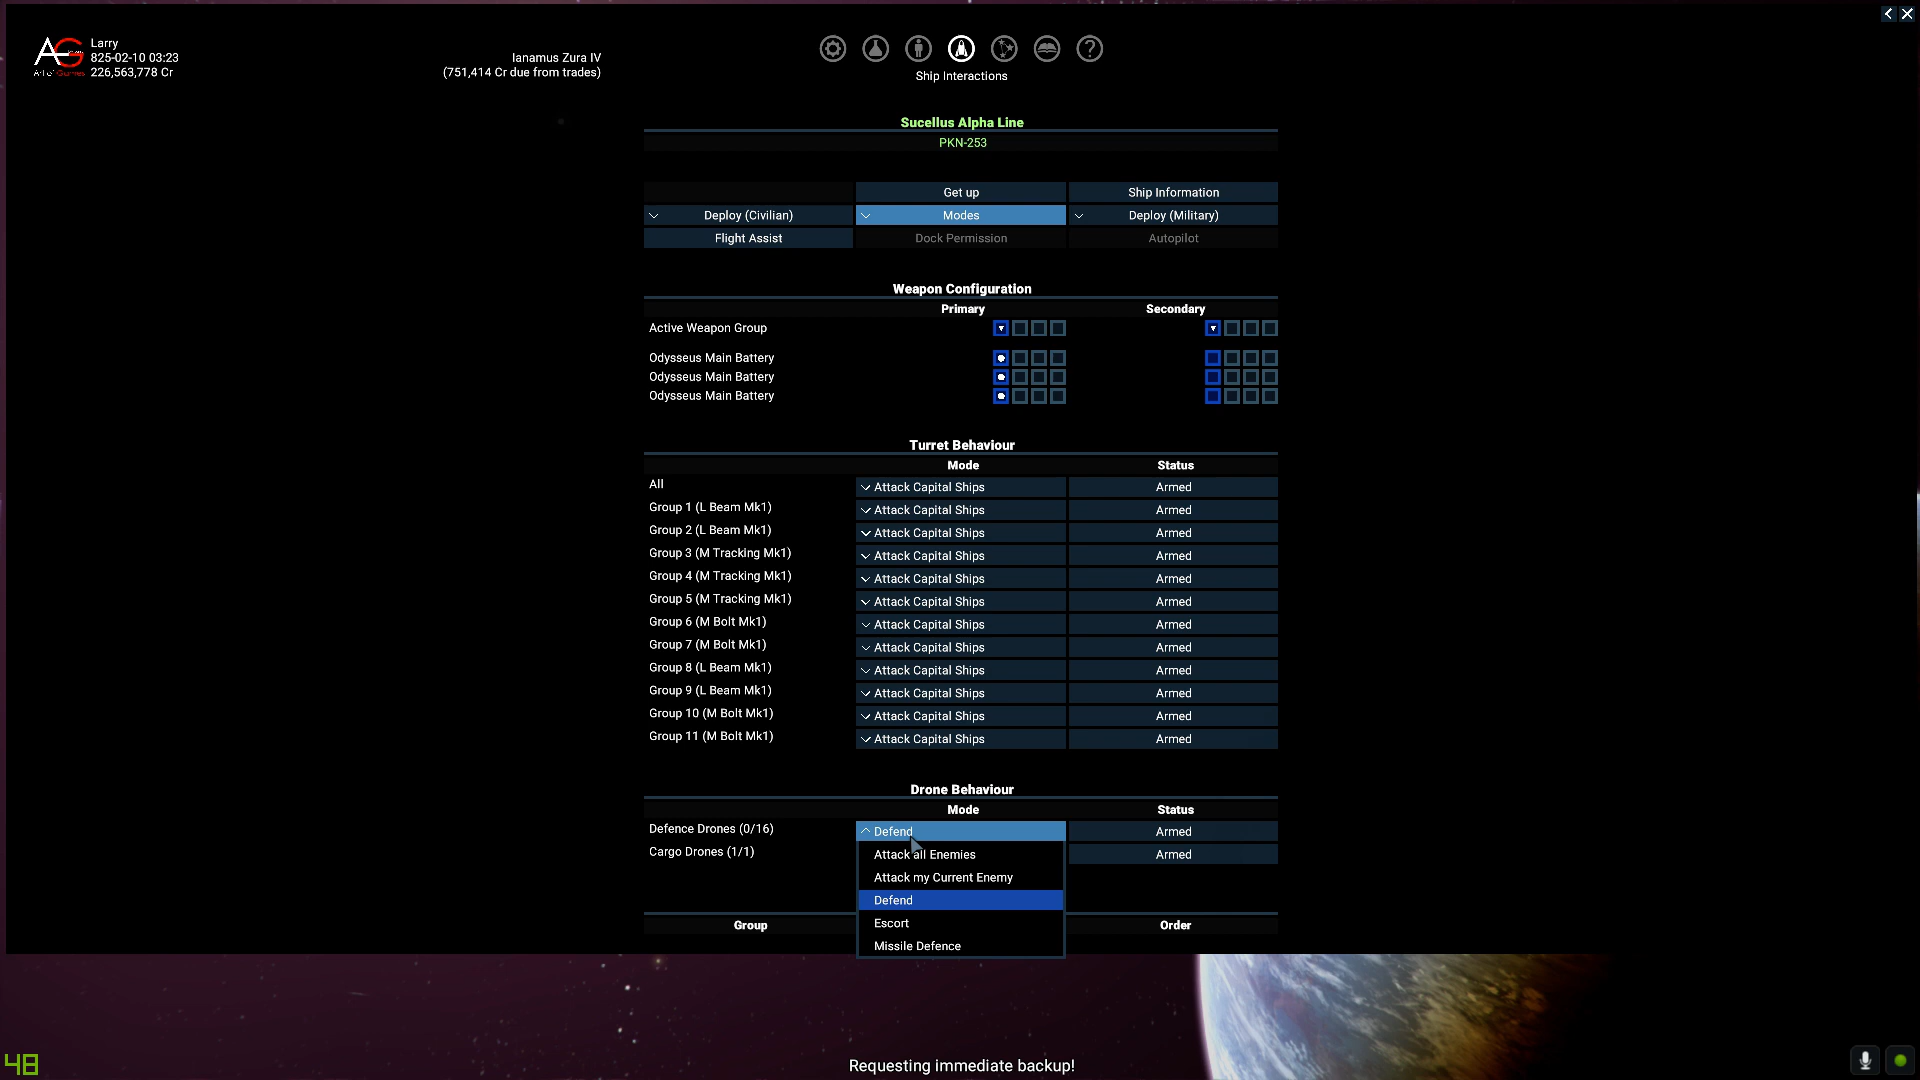 AG
Art of Games
Larry
825-02-10 03:23
226,563,778 Cr
Ianamus Zura IV
(751,414 Cr due from trades)
Ship Interactions
Sucellus Alpha Line
PKN-253
Get up
Ship Information
Deploy (Civilian)
Modes
Deploy (Military)
Flight Assist
Dock Permission
Autopilot
Weapon Configuration
Primary
Secondary
Active Weapon Group
Odysseus Main Battery
Odysseus Main Battery
Odysseus Main Battery
Turret Behaviour
Mode
Status
All
Attack Capital Ships
Armed
Group 1 (L Beam Mk1)
Attack Capital Ships
Armed
Group 2 (L Beam Mk1)
Attack Capital Ships
Armed
Group 3 (M Tracking Mk1)
Attack Capital Ships
Armed
Group 4 (M Tracking Mk1)
Attack Capital Ships
Armed
Group 5 (M Tracking Mk1)
Attack Capital Ships
Armed
Group 6 (M Bolt Mk1)
Attack Capital Ships
Armed
Group 7 (M Bolt Mk1)
Attack Capital Ships
Armed
Group 8 (L Beam Mk1)
Attack Capital Ships
Armed
Group 9 (L Beam Mk1)
Attack Capital Ships
Armed
Group 10 (M Bolt Mk1)
Attack Capital Ships
Armed
Group 11 (M Bolt Mk1)
Attack Capital Ships
Armed
Drone Behaviour
Mode
Status
Defence Drones (0/16)
Defend
Armed
Cargo Drones (1/1)
Attack all Enemies
Armed
Attack my Current Enemy
Defend
Escort
Missile Defence
Group
Order
48
Requesting immediate backup!